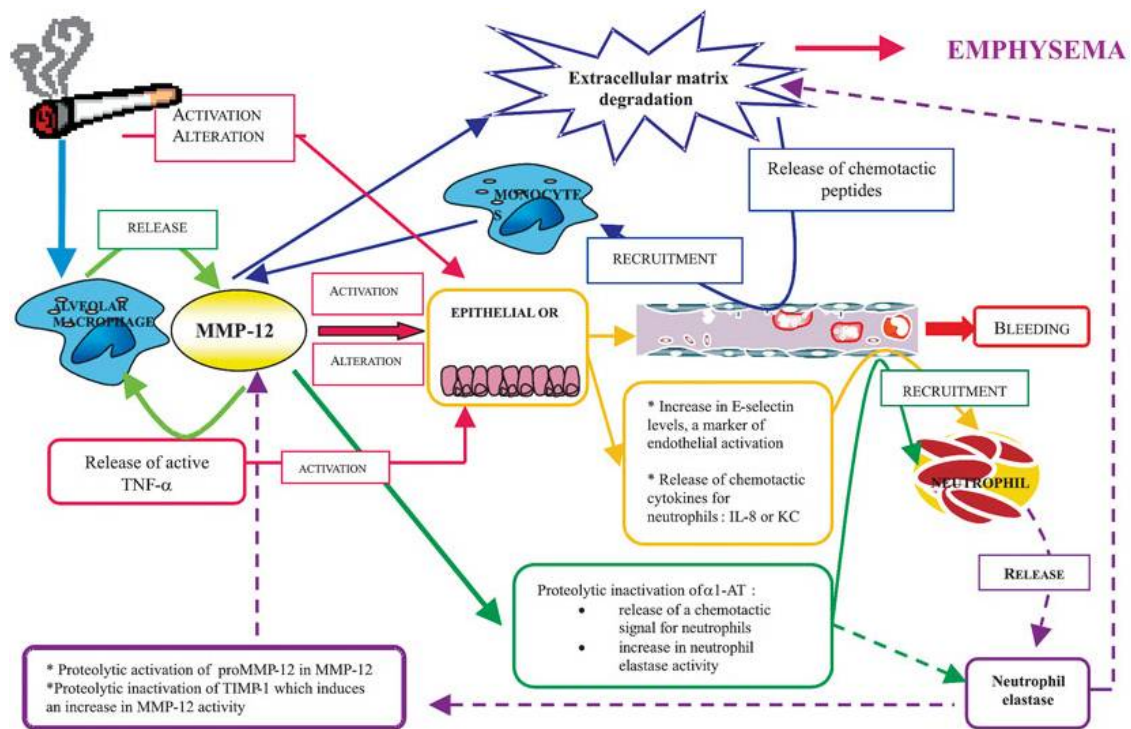 EMPHYSEMA
Extracellular matrix
degradation
ACTIVATION
ALTERATION
Release of chemotactic
peptides
MONOCYTE
S
RELEASE
RECRUITMENT
ALVEOLAR
MACROPHAGE
MMP-12
ACTIVATION
ALTERATION
EPITHELIAL OR
BLEEDING
RECRUITMENT
* Increase in E-selectin
levels, a marker of
endothelial activation
* Release of chemotactic
cytokines for
neutrophils : IL-8 or KC
NEUTROPHIL
Release of active
TNF-α
ACTIVATION
RELEASE
Proteolytic inactivation of α1-AT :
• release of a chemotactic
signal for neutrophils
• increase in neutrophil
elastase activity
* Proteolytic activation of proMMP-12 in MMP-12
*Proteolytic inactivation of TIMP-1 which induces
an increase in MMP-12 activity
Neutrophil
elastase